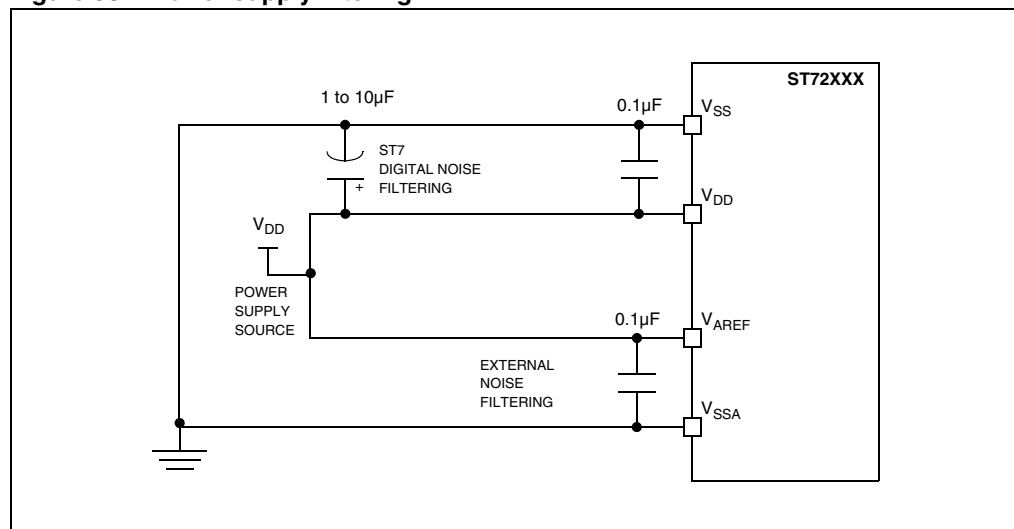 ST72XXX
1 to 10µF
0.1µF
VSS
ST7
DIGITAL NOISE
FILTERING
+
VDD
VDD
POWER
SUPPLY
SOURCE
0.1µF
VAREF
EXTERNAL
NOISE
FILTERING
VSSA